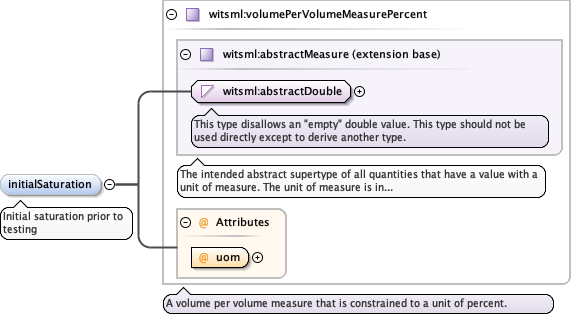 witsml:volumePerVolumeMeasurePercent
witsml:abstractMeasure (extension base)
witsml:abstractDouble
This type disallows an "empty" double value. This type should not be
used directly except to derive another type.
The intended abstract supertype of all quantities that have a value with a
unit of measure. The unit of measure is in...
initialSaturation
Initial saturation prior to
testing
@ Attributes
@ uom
A volume per volume measure that is constrained to a unit of percent.